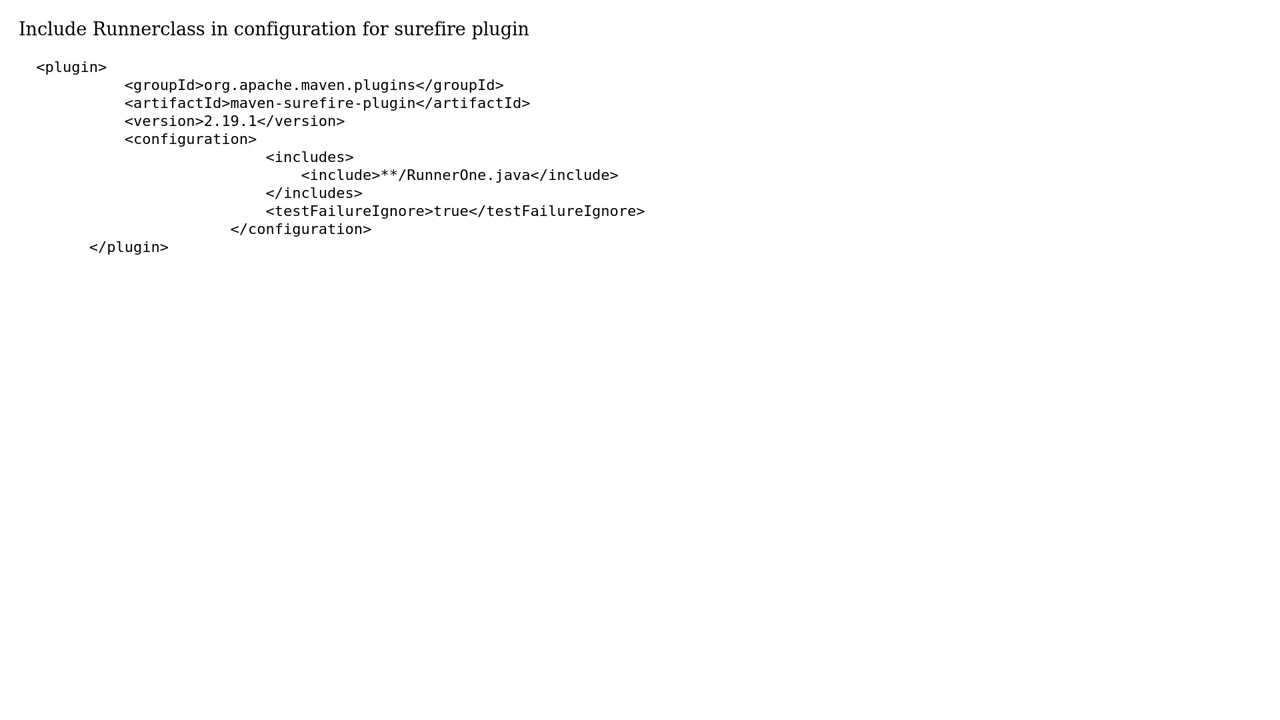 Include Runnerclass in configuration for surefire plugin
<plugin>
<groupId>org.apache.maven.plugins</groupId>
<artifactId>maven-surefire-plugin</artifactId>
<version>2.19.1</version>
<configuration>
<includes>
<include>**/RunnerOne.java</include>
</includes>
<testFailureIgnore>true</testFailureIgnore>
</configuration>
</plugin>